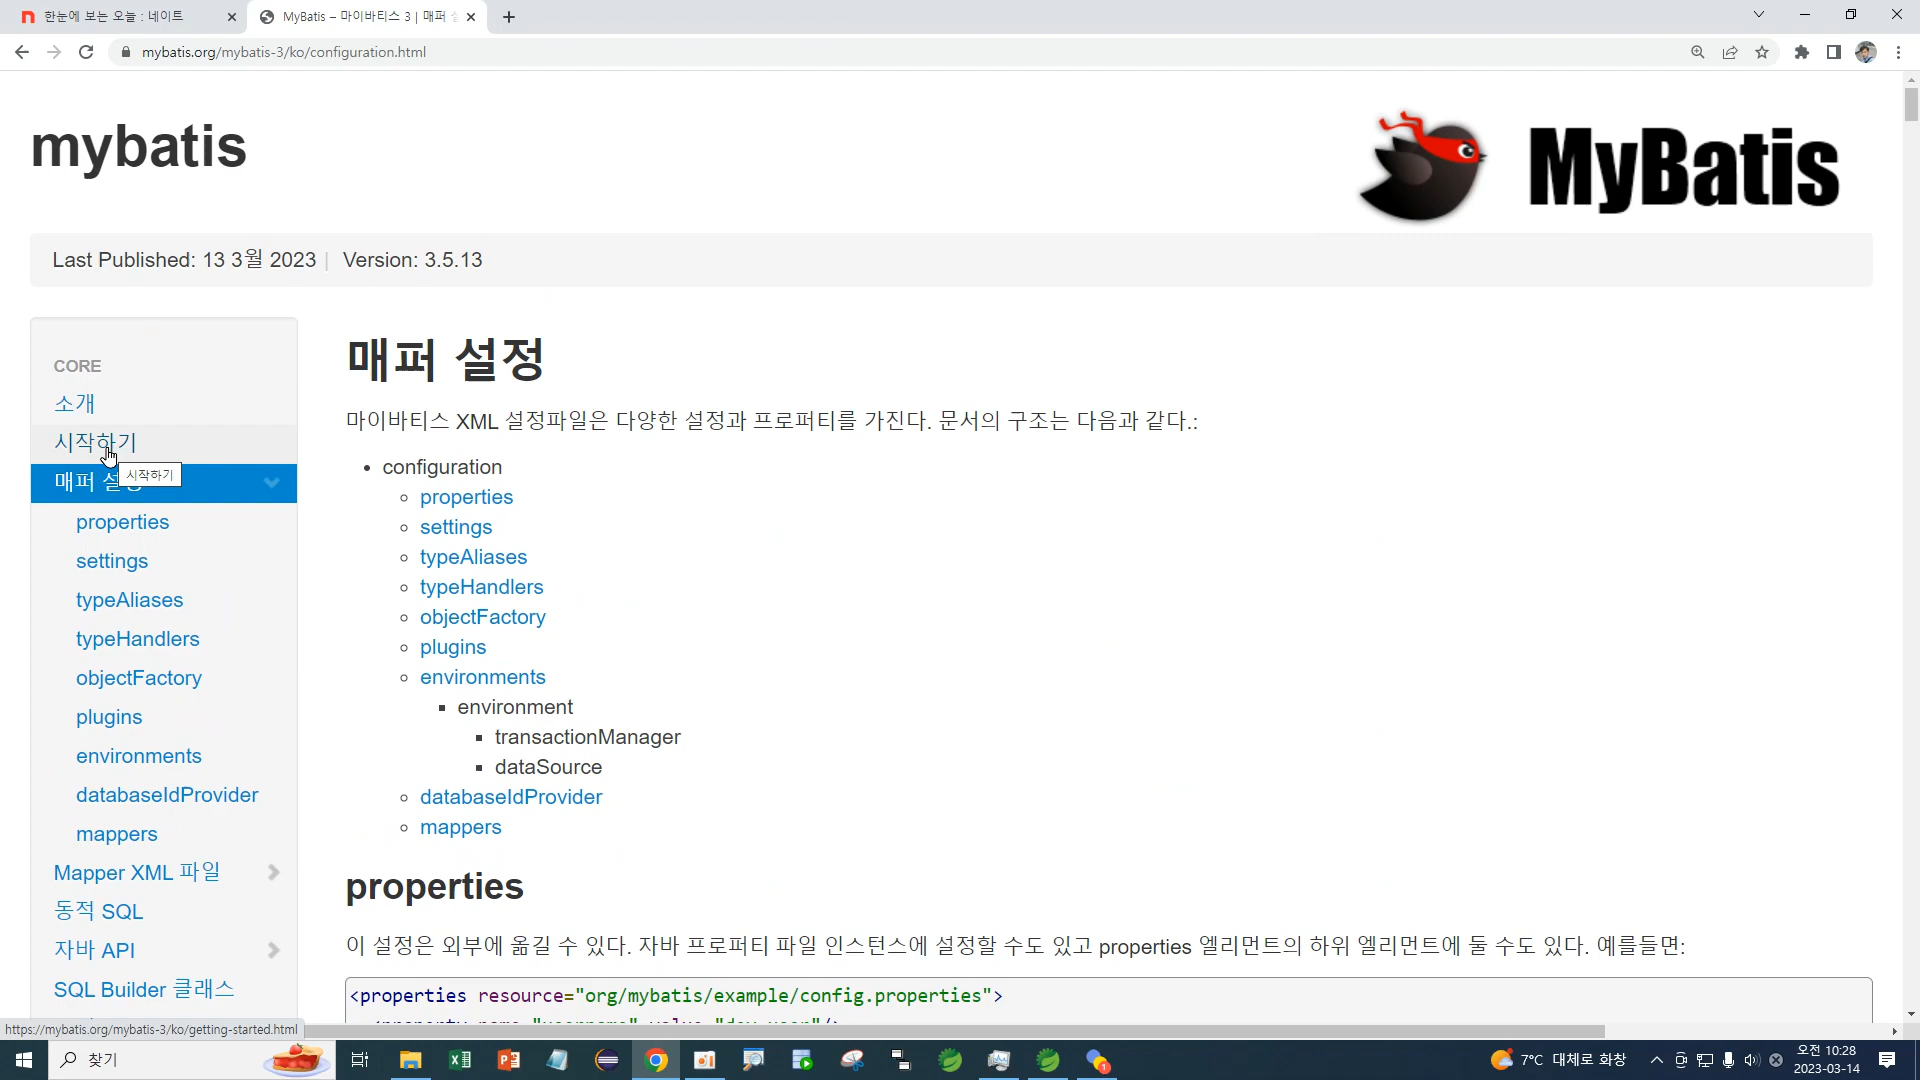 한눈에 보는 오늘 : 네이트
MyBatis – 마이바티스 3 | 매퍼
mybatis.org/mybatis-3/ko/configuration.html
mybatis
MyBatis
Last Published: 13 3월 2023 | Version: 3.5.13
CORE
소개
시작하기
시작하기
매퍼
properties
settings
typeAliases
typeHandlers
objectFactory
plugins
environments
databaseIdProvider
mappers
Mapper XML 파일
동적 SQL
자바 API
SQL Builder 클래스
매퍼 설정
마이바티스 XML 설정파일은 다양한 설정과 프로퍼티를 가진다. 문서의 구조는 다음과 같다.:
configuration
properties
settings
typeAliases
typeHandlers
objectFactory
plugins
environments
environment
transactionManager
dataSource
databaseIdProvider
mappers
properties
이 설정은 외부에 옮길 수 있다. 자바 프로퍼티 파일 인스턴스에 설정할 수도 있고 properties 엘리먼트의 하위 엘리먼트에 둘 수도 있다. 예를들면:
<properties resource="org/mybatis/example/config.properties">
https://mybatis.org/mybatis-3/ko/getting-started.html
찾기
7°C 대체로 화창
오전 10:28
2023-03-14